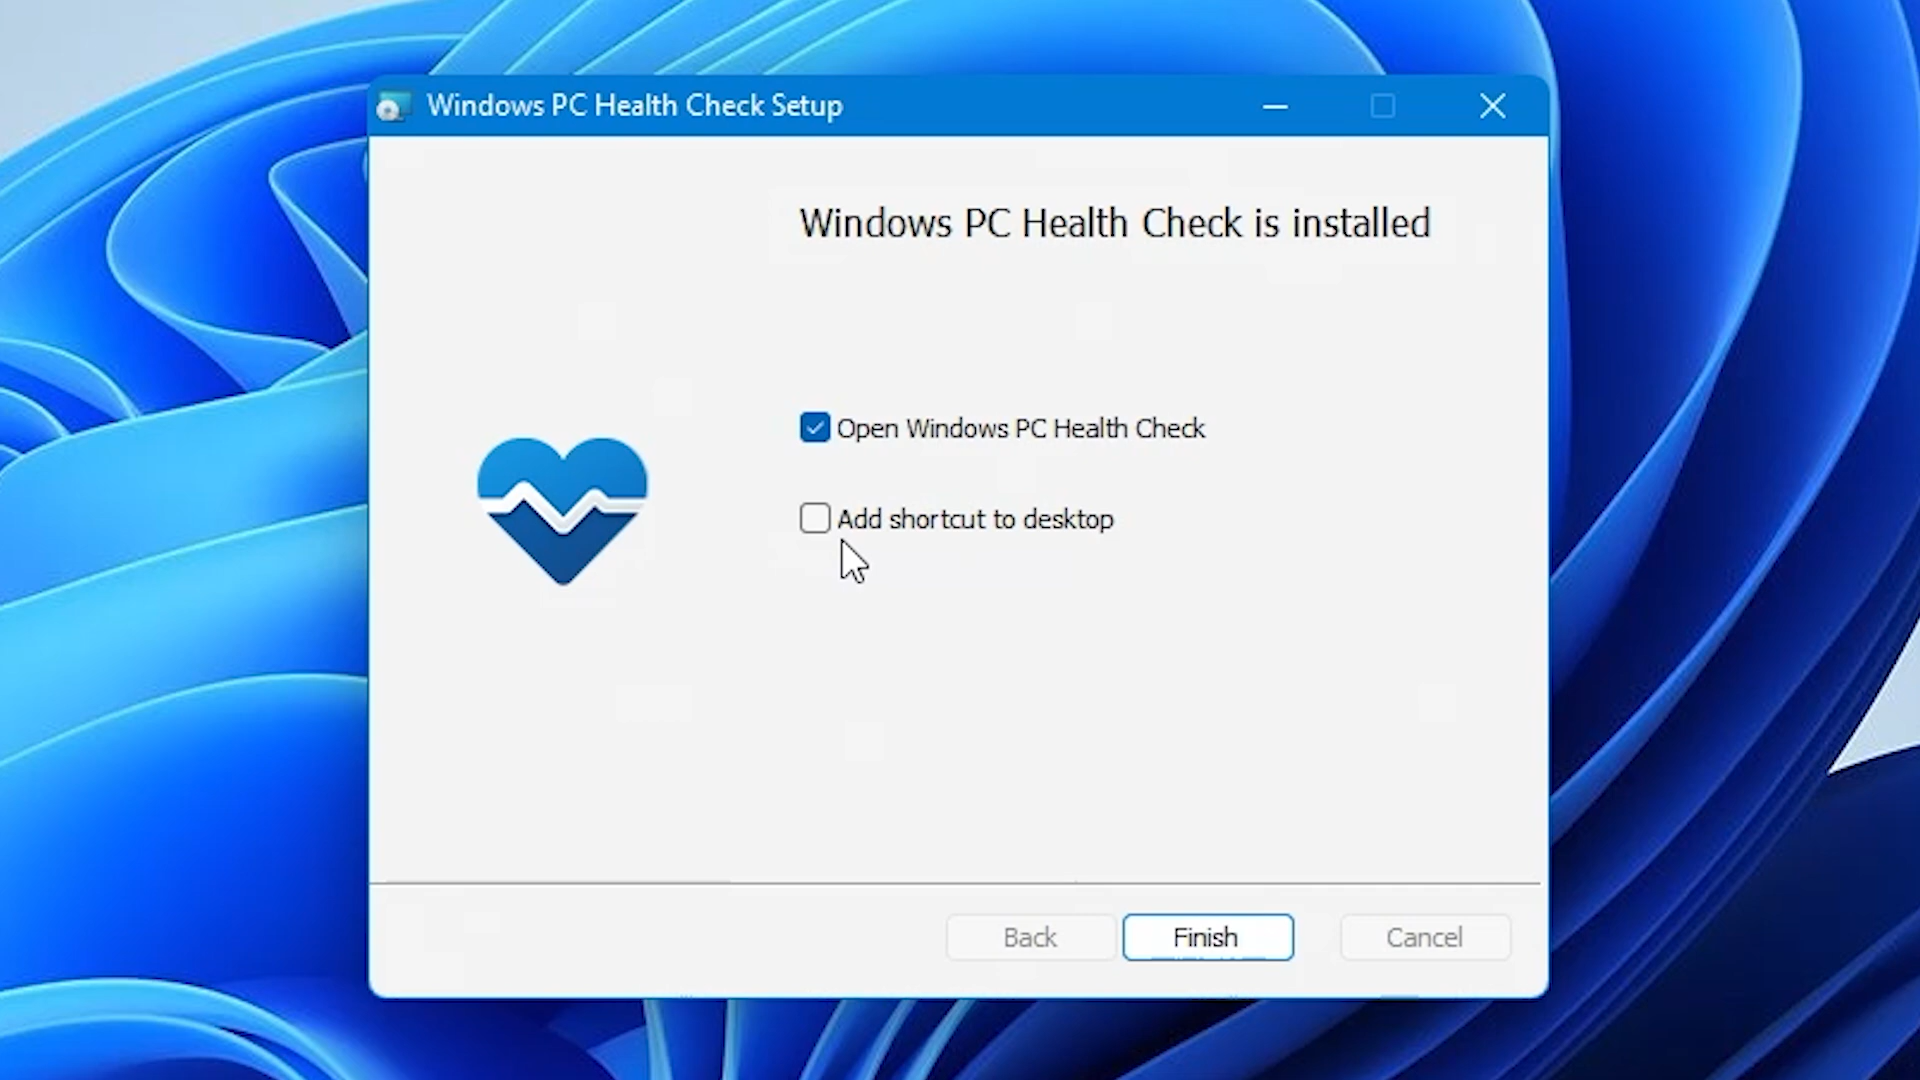 Windows PC Health Check Setup
Windows PC Health Check is installed
Open Windows PC Health Check
Add shortcut to desktop
Back
Finish
Cancel